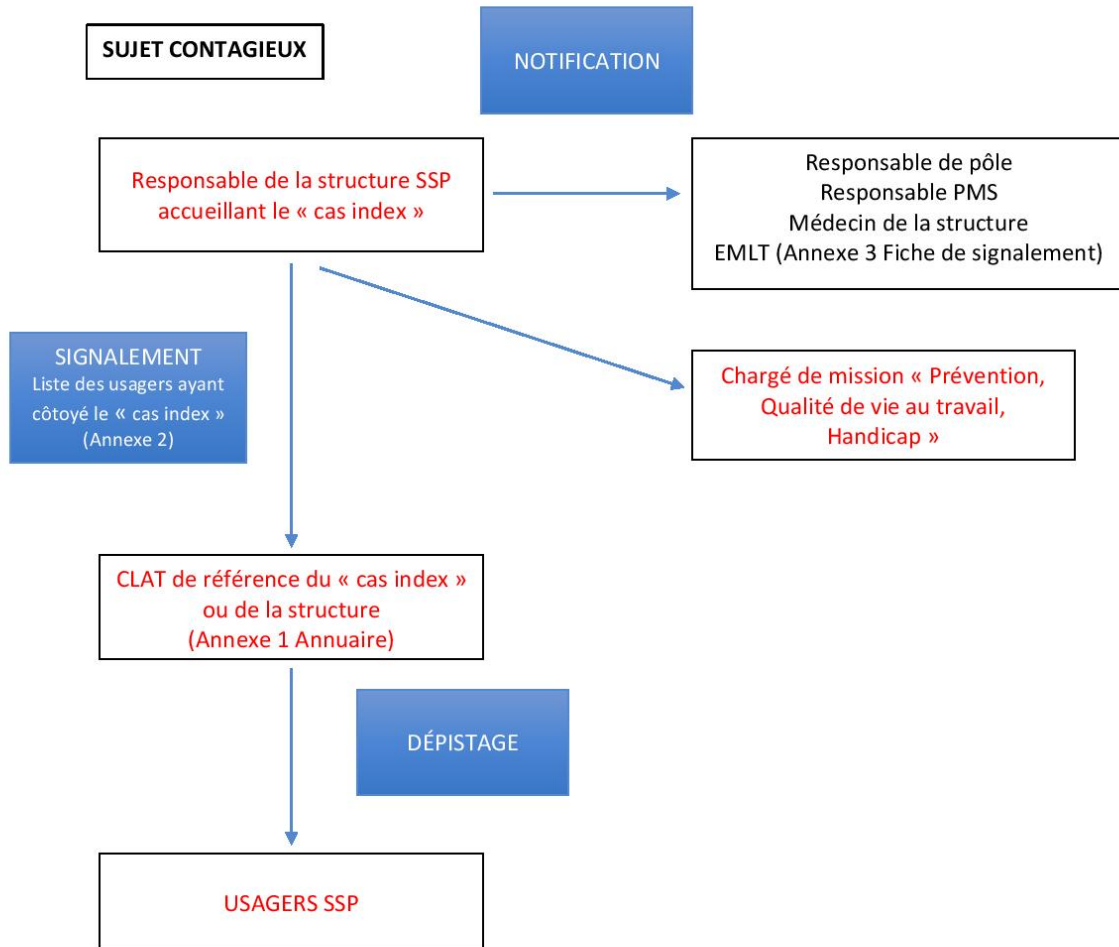 SUJET CONTAGIEUX
NOTIFICATION
Responsable de la structure SSP
accueillant le « cas index »
Responsable de pôle
Responsable PMS
Médecin de la structure
EMLT (Annexe 3 Fiche de signalement)
SIGNALEMENT
Liste des usagers ayant
côtoyé le « cas index »
(Annexe 2)
Chargé de mission « Prévention,
Qualité de vie au travail,
Handicap »
CLAT de référence du « cas index »
ou de la structure
(Annexe 1 Annuaire)
DÉPISTAGE
USAGERS SSP